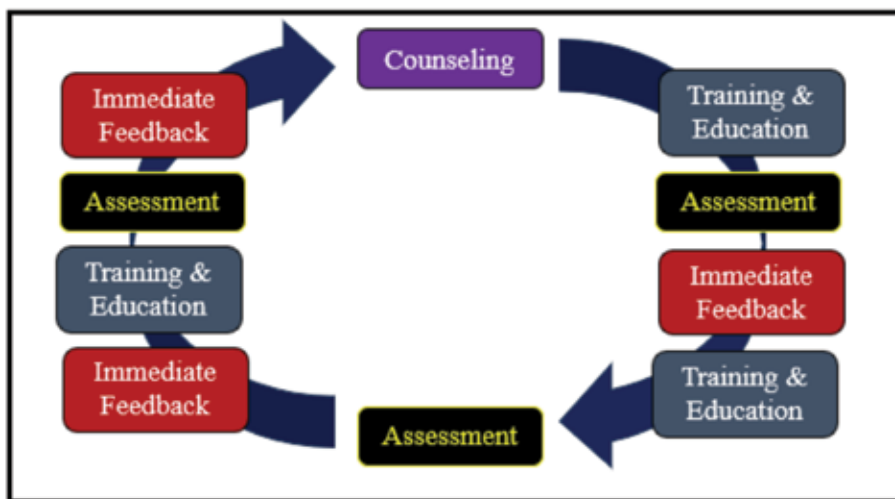 Counseling
Training &
Education
Assessment
Immediate
Feedback
Training &
Education
Assessment
Immediate
Feedback
Training &
Education
Assessment
Immediate
Feedback